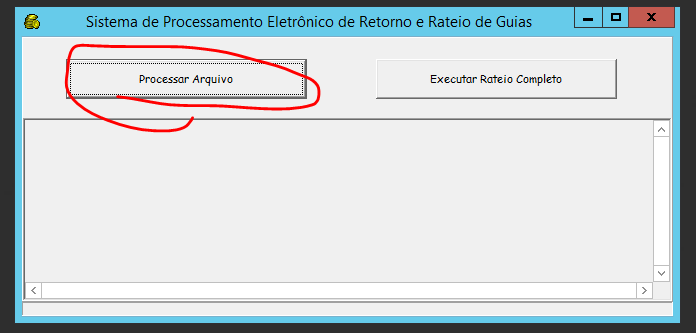 Sistema de Processamento Eletrônico de Retorno e Rateio de Guias
Processar Arquivo
Executar Rateio Completo